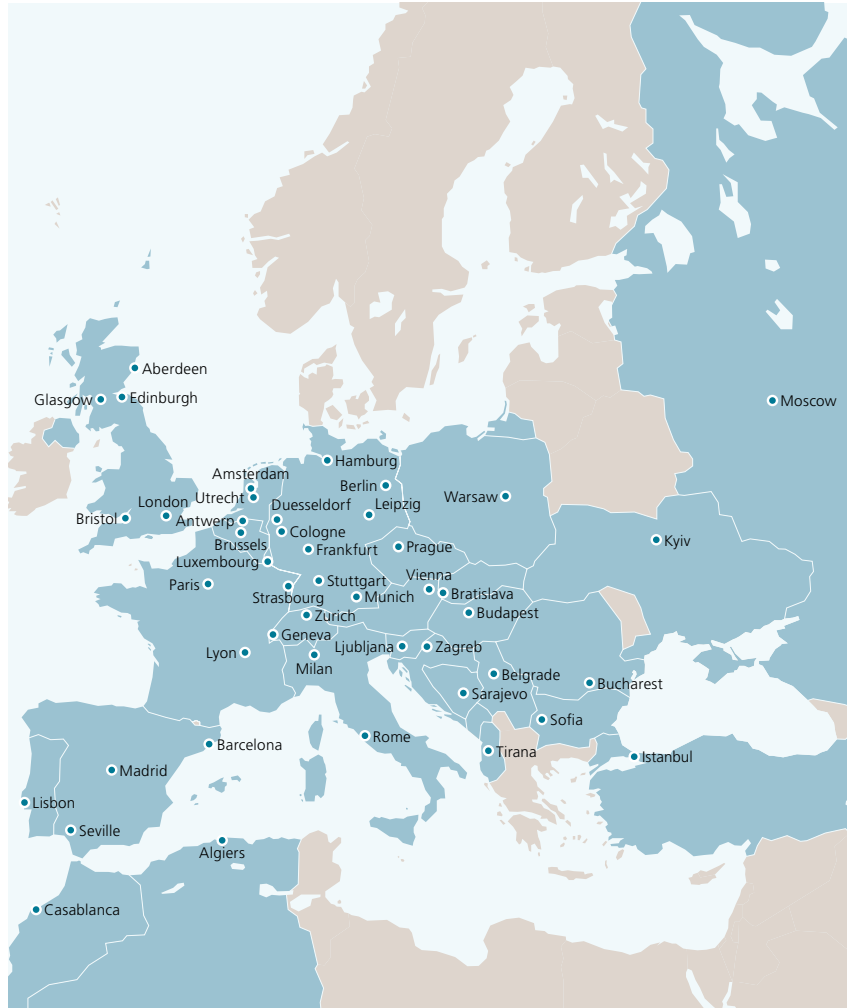 Aberdeen
Glasgow
Edinburgh
Moscow
Hamburg
Amsterdam
Berlin
Utrecht
Warsaw
London
Duesseldorf
Leipzig
Bristol
Antwerp
Cologne
Kyiv
Brussels
Frankfurt
Prague
Luxembourg
Vienna
Paris
Stuttgart
Strasbourg
Munich
Bratislava
Zurich
Budapest
Geneva
Lyon
Ljubljana
Zagreb
Milan
Belgrade
Sarajevo
Bucharest
Sofia
Rome
Barcelona
Tirana
Istanbul
Madrid
Lisbon
Seville
Algiers
Casablanca